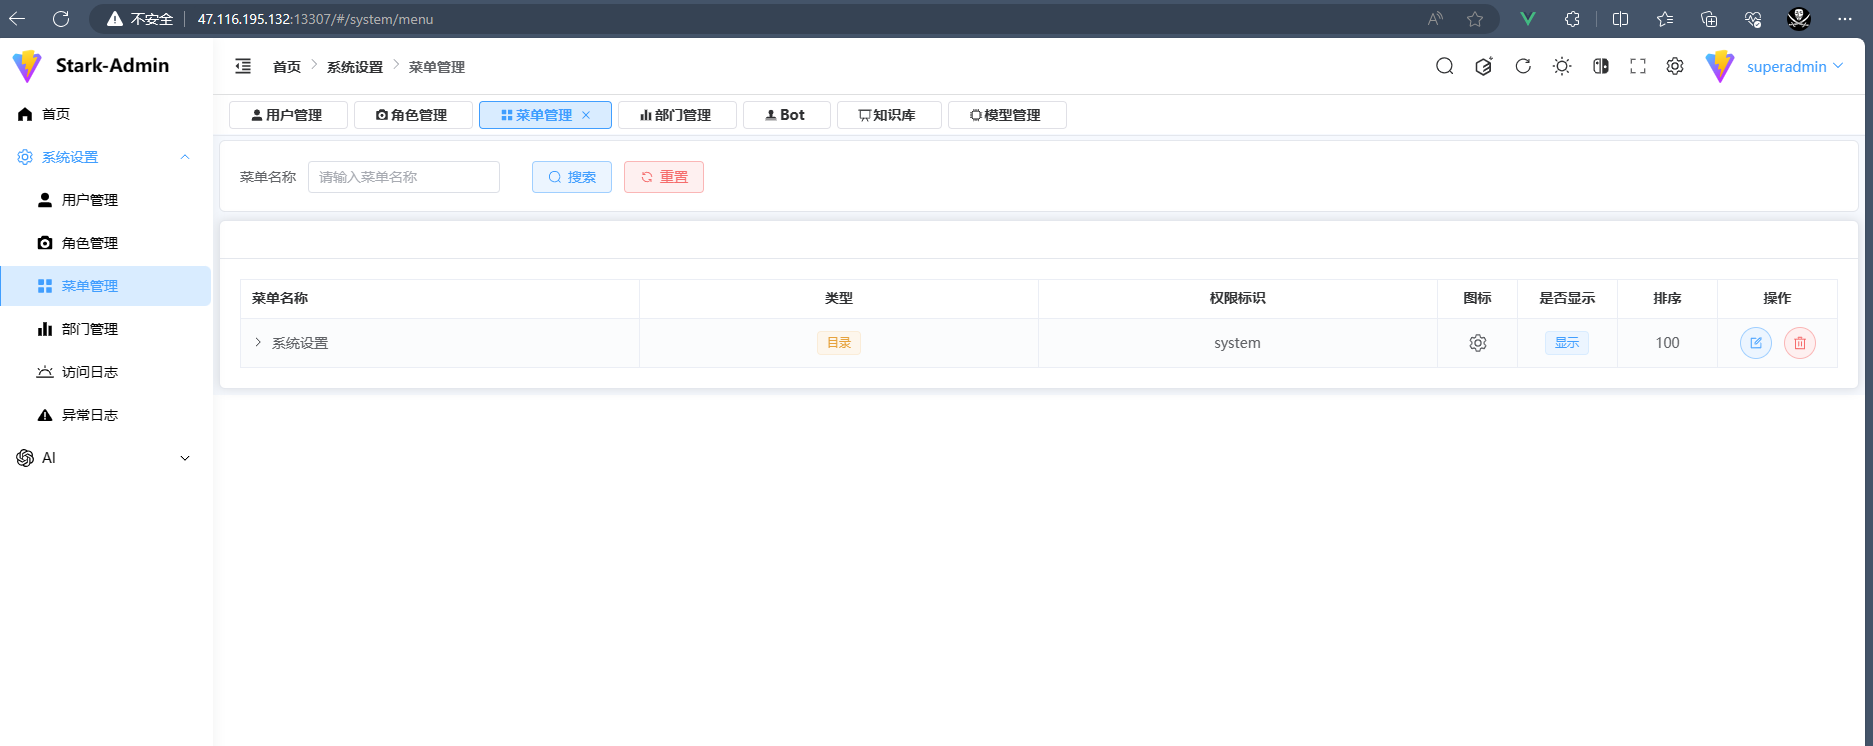 不安全 47.116.195.132:13307/#/system/menu
Stark-Admin
首页 系统设置 菜单管理
superadmin
首页
系统设置
用户管理
角色管理
菜单管理
部门管理
访问日志
异常日志
AI
用户管理 角色管理 菜单管理 部门管理 Bot 知识库 模型管理
菜单名称 请输入菜单名称 搜索 重置
菜单名称 类型 权限标识 图标 是否显示 排序 操作
系统设置 目录 system 显示 100